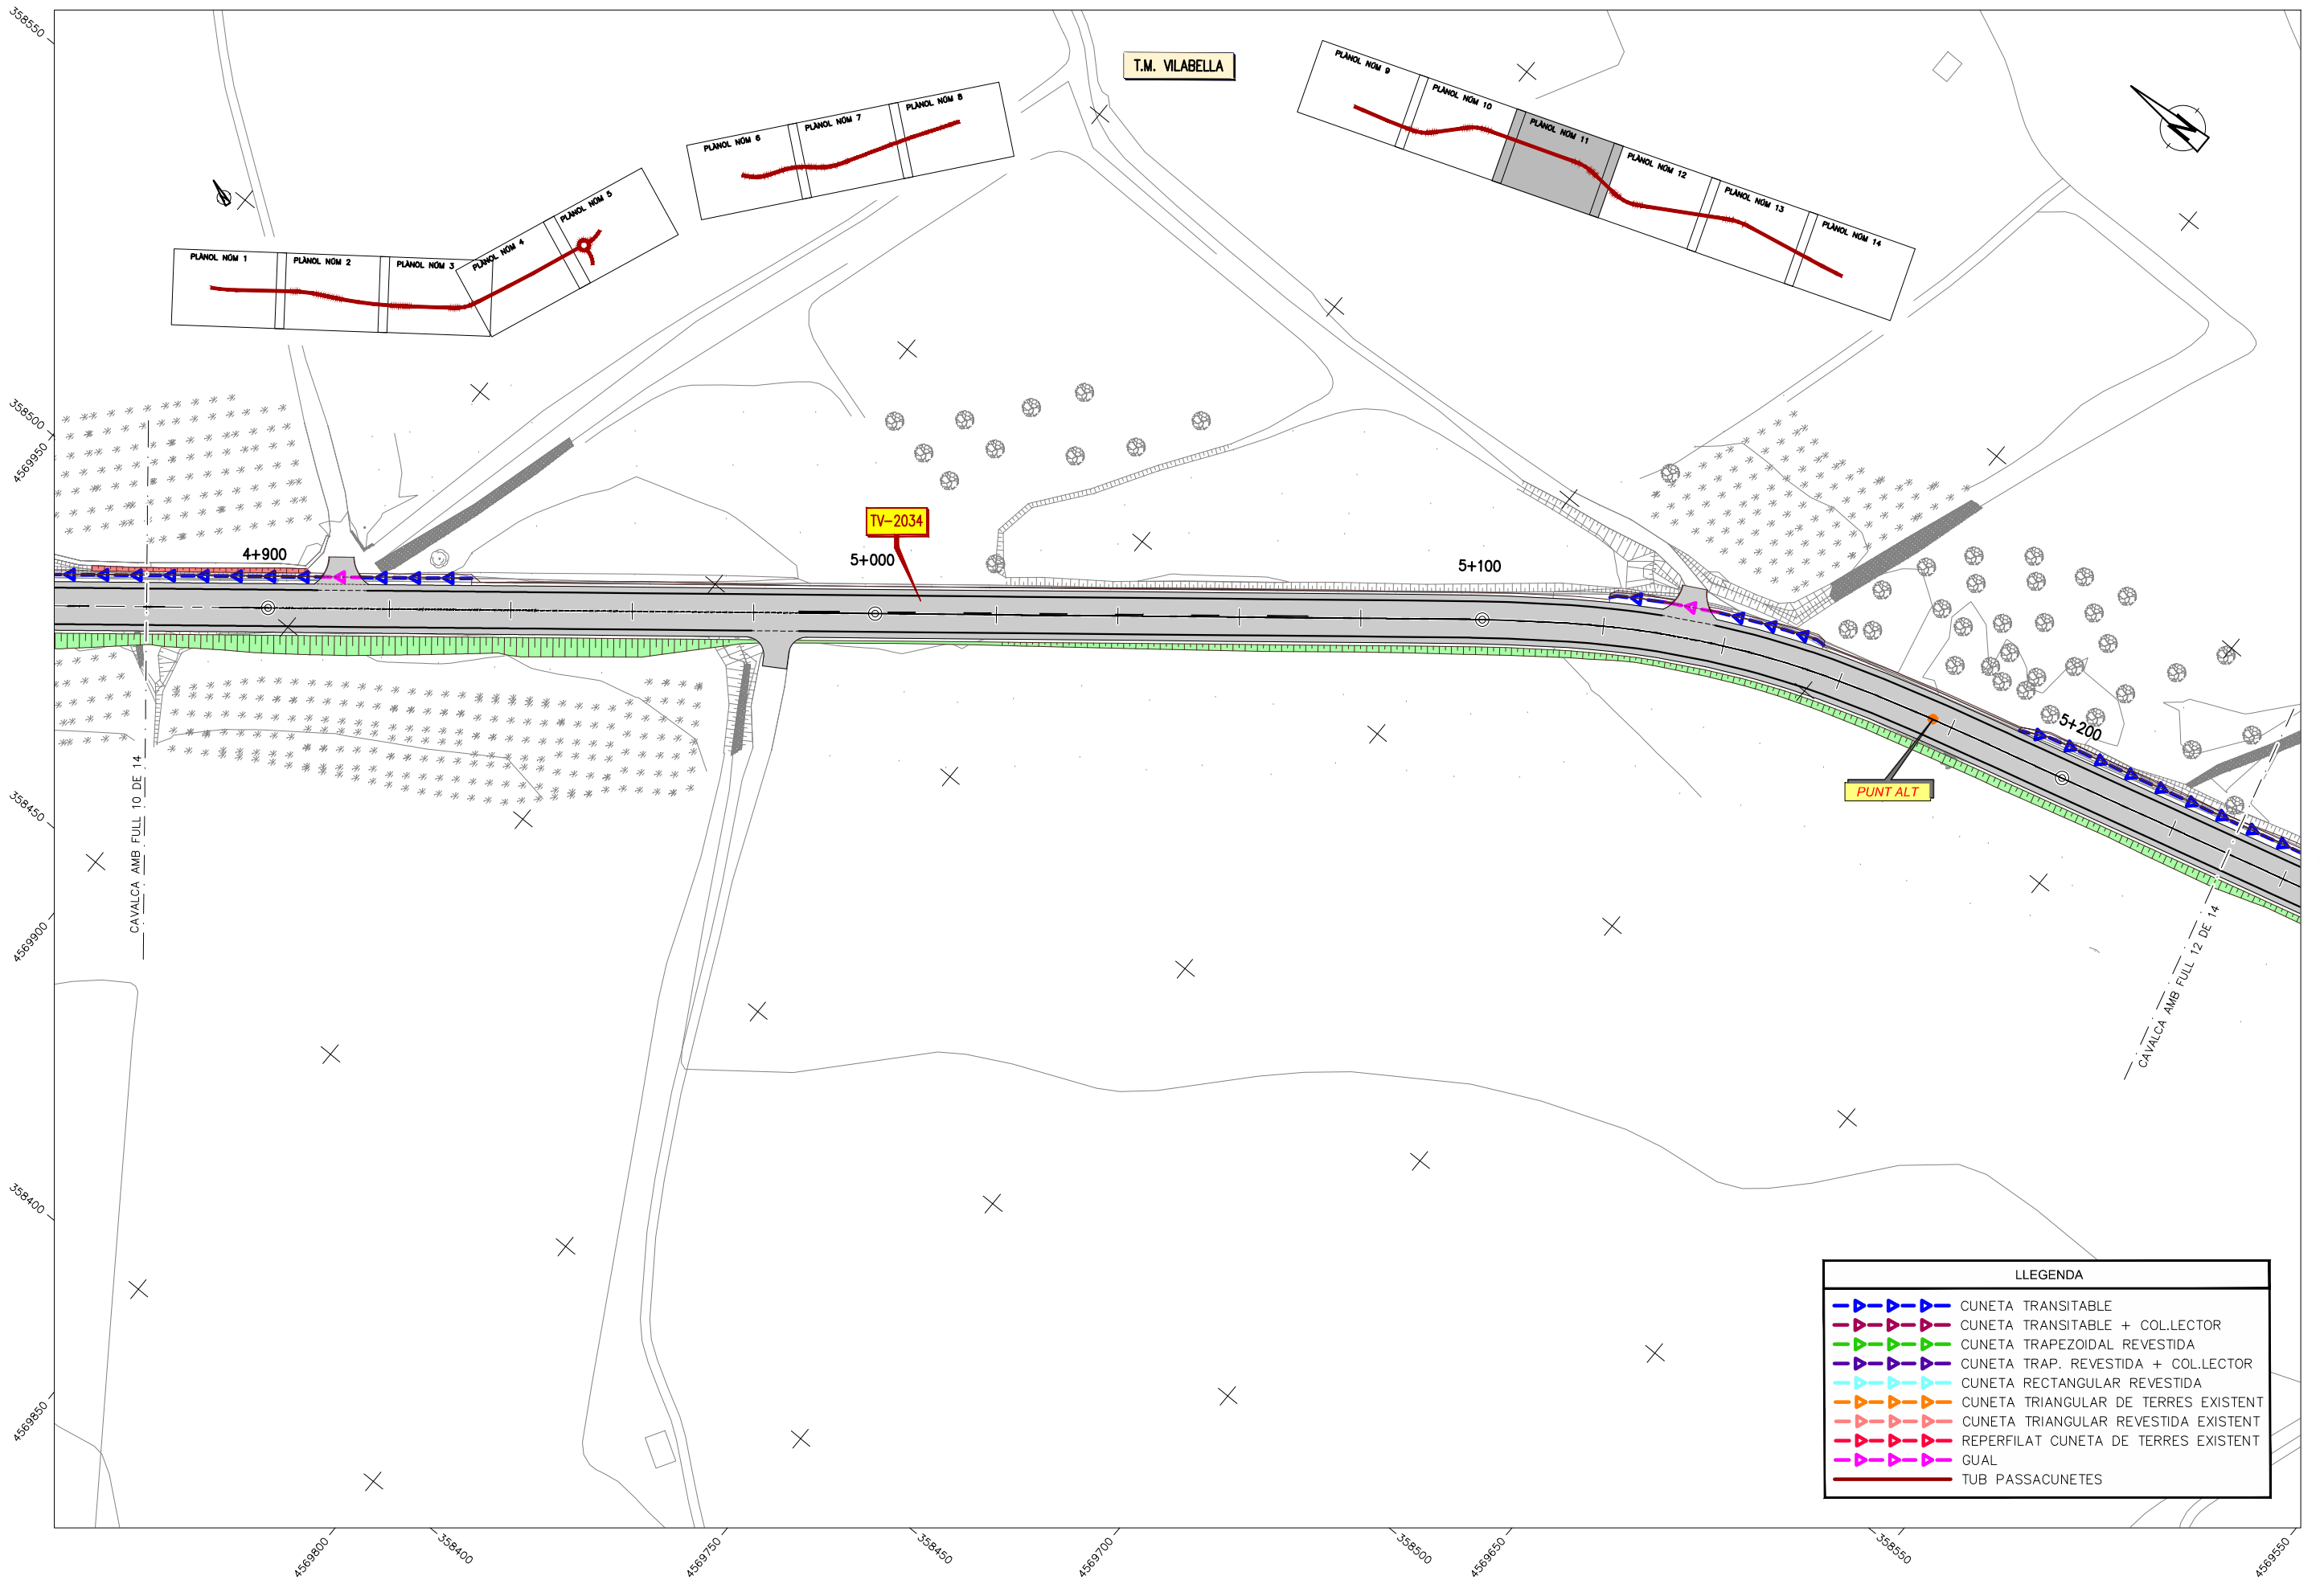 T.M. VILABELLA
PLÀNOL NÚM 1
PLÀNOL NÚM 2
PLÀNOL NÚM 3
PLÀNOL NÚM 4
PLÀNOL NÚM 5
PLÀNOL NÚM 6
PLÀNOL NÚM 7
PLÀNOL NÚM 8
PLÀNOL NÚM 9
PLÀNOL NÚM 10
PLÀNOL NÚM 11
PLÀNOL NÚM 12
PLÀNOL NÚM 13
PLÀNOL NÚM 14
N
358550
358500
4569950
358450
4569900
358400
4569850
TV-2034
4+900
5+000
5+100
5+200
PUNT ALT
CAVALCA AMB FULL 10 DE 14
CAVALCA AMB FULL 12 DE 14
LLEGENDA
CUNETA TRANSITABLE
CUNETA TRANSITABLE + COL.LECTOR
CUNETA TRAPEZOIDAL REVESTIDA
CUNETA TRAP. REVESTIDA + COL.LECTOR
CUNETA RECTANGULAR REVESTIDA
CUNETA TRIANGULAR DE TERRES EXISTENT
CUNETA TRIANGULAR REVESTIDA EXISTENT
REPERFILAT CUNETA DE TERRES EXISTENT
GUAL
TUB PASSACUNETES
4569800
358400
4569750
358450
4569700
358500
4569650
358550
4569550